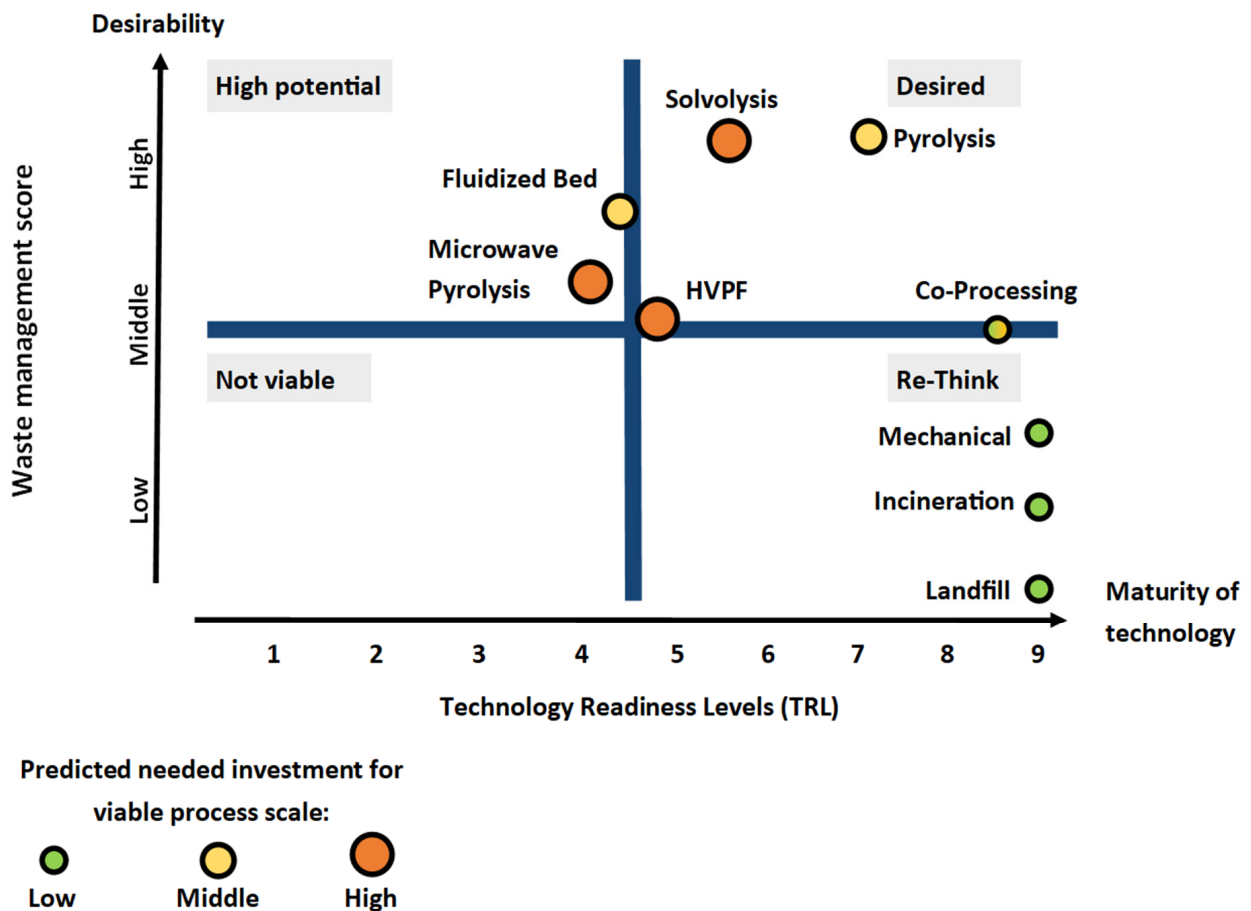 Desirability
High potential
Desired
Solvolysis
Pyrolysis
Fluidized Bed
Microwave
Pyrolysis
HVPF
Co-Processing
Waste management score
High
Middle
Low
Not viable
Re-Think
Mechanical
Incineration
Landfill
Maturity of
technology
1 2 3 4 5 6 7 8 9
Technology Readiness Levels (TRL)
Predicted needed investment for
viable process scale:
Low Middle High